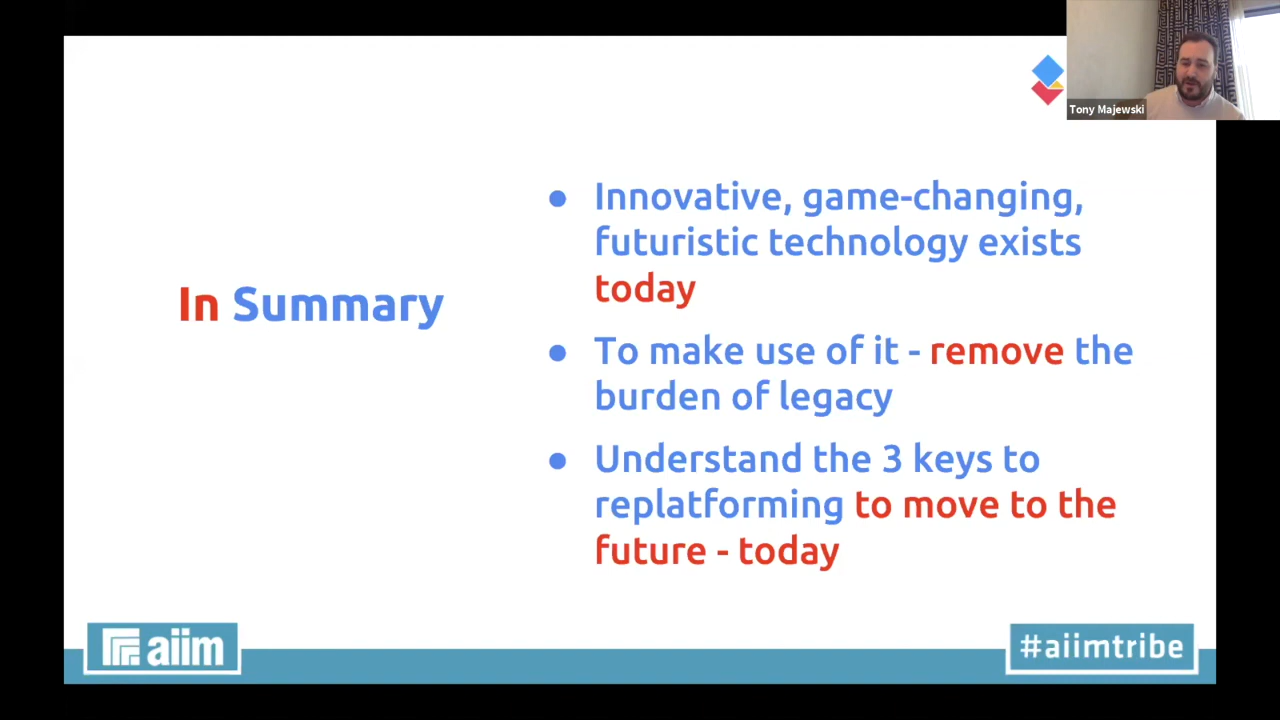 Tony Majewski
In Summary
● Innovative, game-changing,
futuristic technology exists
today
● To make use of it - remove the
burden of legacy
● Understand the 3 keys to
replatforming to move to the
future - today
aiim
#aiimtribe